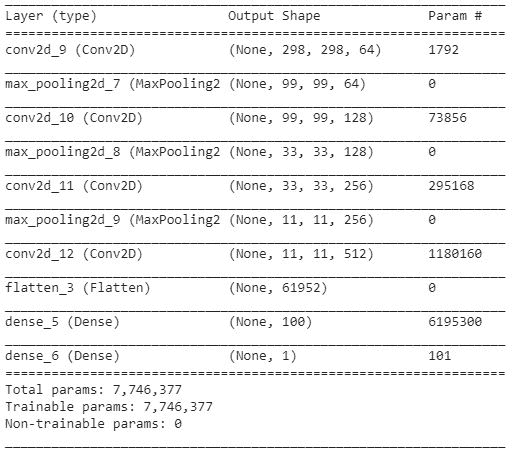 Layer (type) Output Shape Param #
conv2d_9 (Conv2D) (None, 298, 298, 64) 1792
max_pooling2d_7 (MaxPooling2 (None, 99, 99, 64) 0
conv2d_10 (Conv2D) (None, 99, 99, 128) 73856
max_pooling2d_8 (MaxPooling2 (None, 33, 33, 128) 0
conv2d_11 (Conv2D) (None, 33, 33, 256) 295168
max_pooling2d_9 (MaxPooling2 (None, 11, 11, 256) 0
conv2d_12 (Conv2D) (None, 11, 11, 512) 1180160
flatten_3 (Flatten) (None, 61952) 0
dense_5 (Dense) (None, 100) 6195300
dense_6 (Dense) (None, 1) 101
Total params: 7,746,377
Trainable params: 7,746,377
Non-trainable params: 0